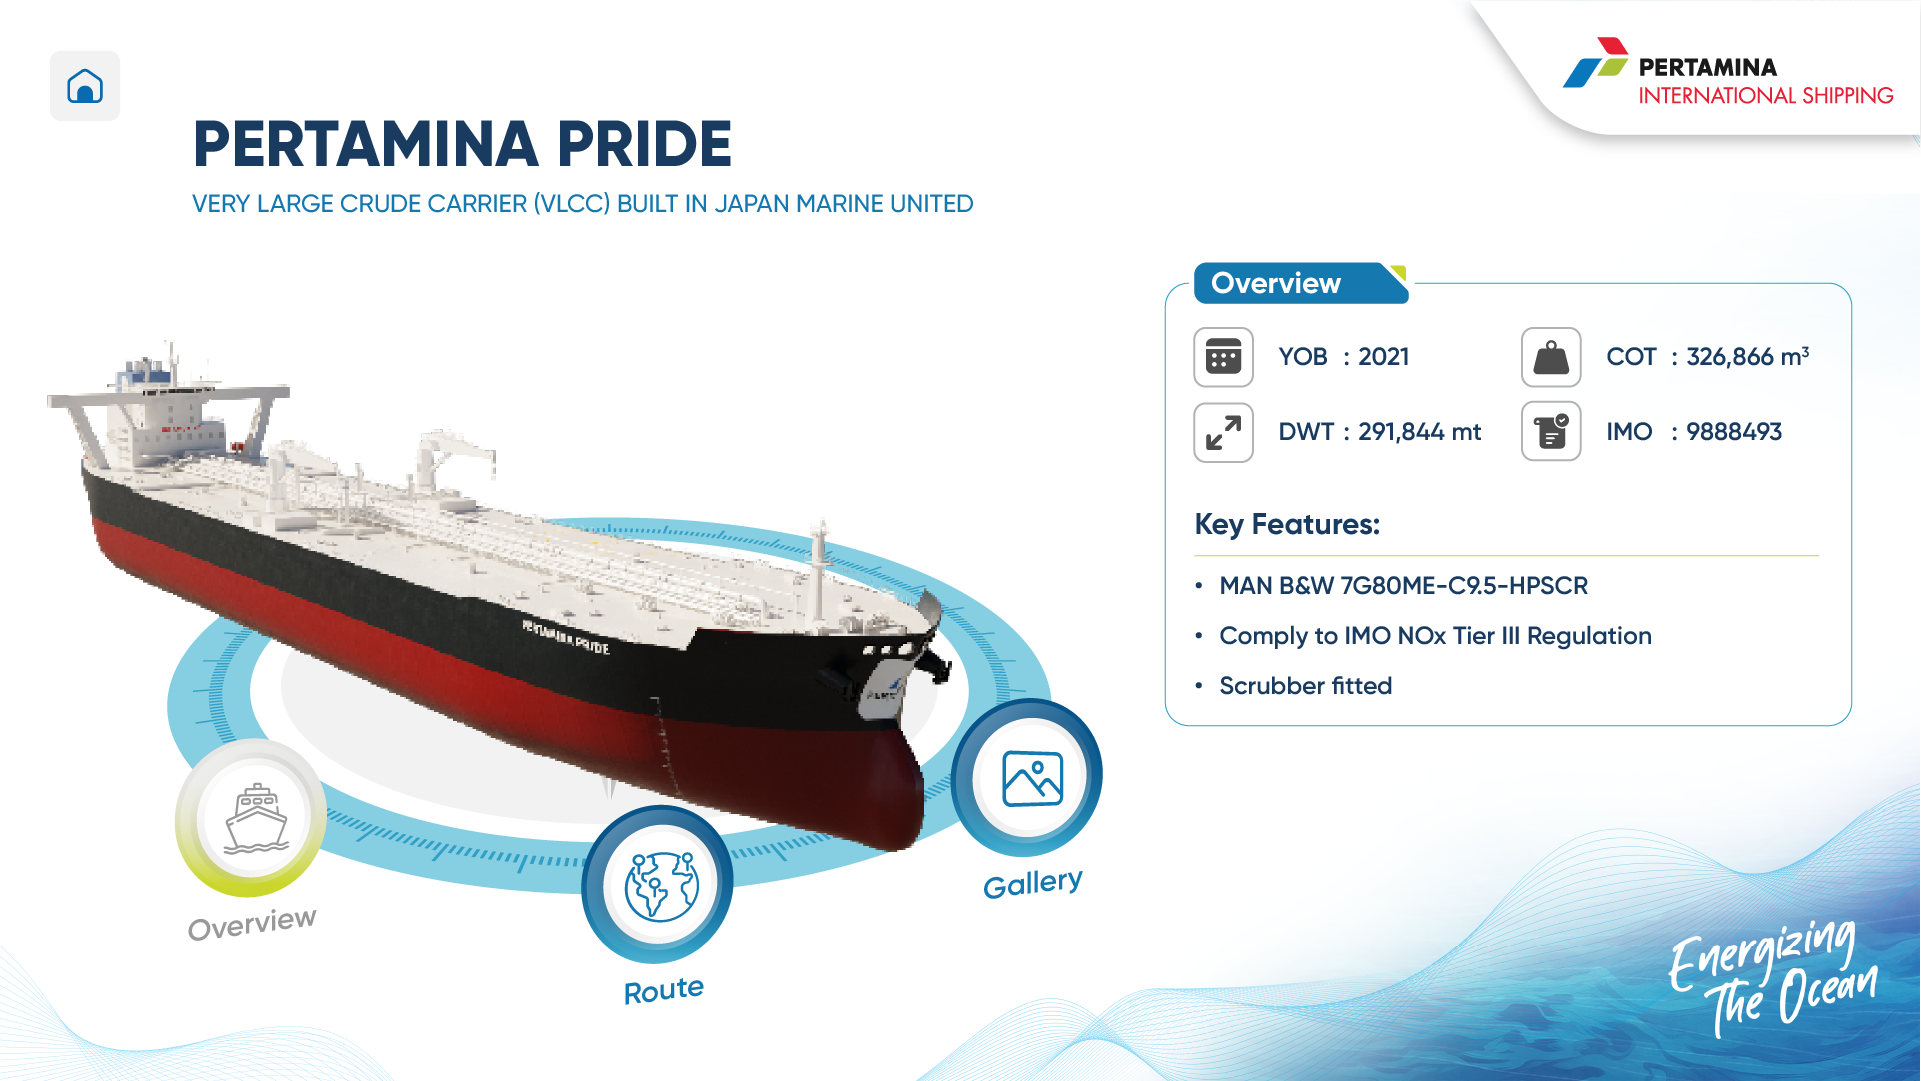 PERTAMINA
INTERNATIONAL SHIPPING
PERTAMINA PRIDE
VERY LARGE CRUDE CARRIER (VLCC) BUILT IN JAPAN MARINE UNITED
Overview
YOB : 2021
COT : 326,866 m³
DWT : 291,844 mt
IMO : 9888493
Key Features:
• MAN B&W 7G80ME-C9.5-HPSCR
• Comply to IMO NOx Tier III Regulation
• Scrubber fitted
PERTAMINA PRIDE
Overview
Route
Gallery
Energizing
The Ocean